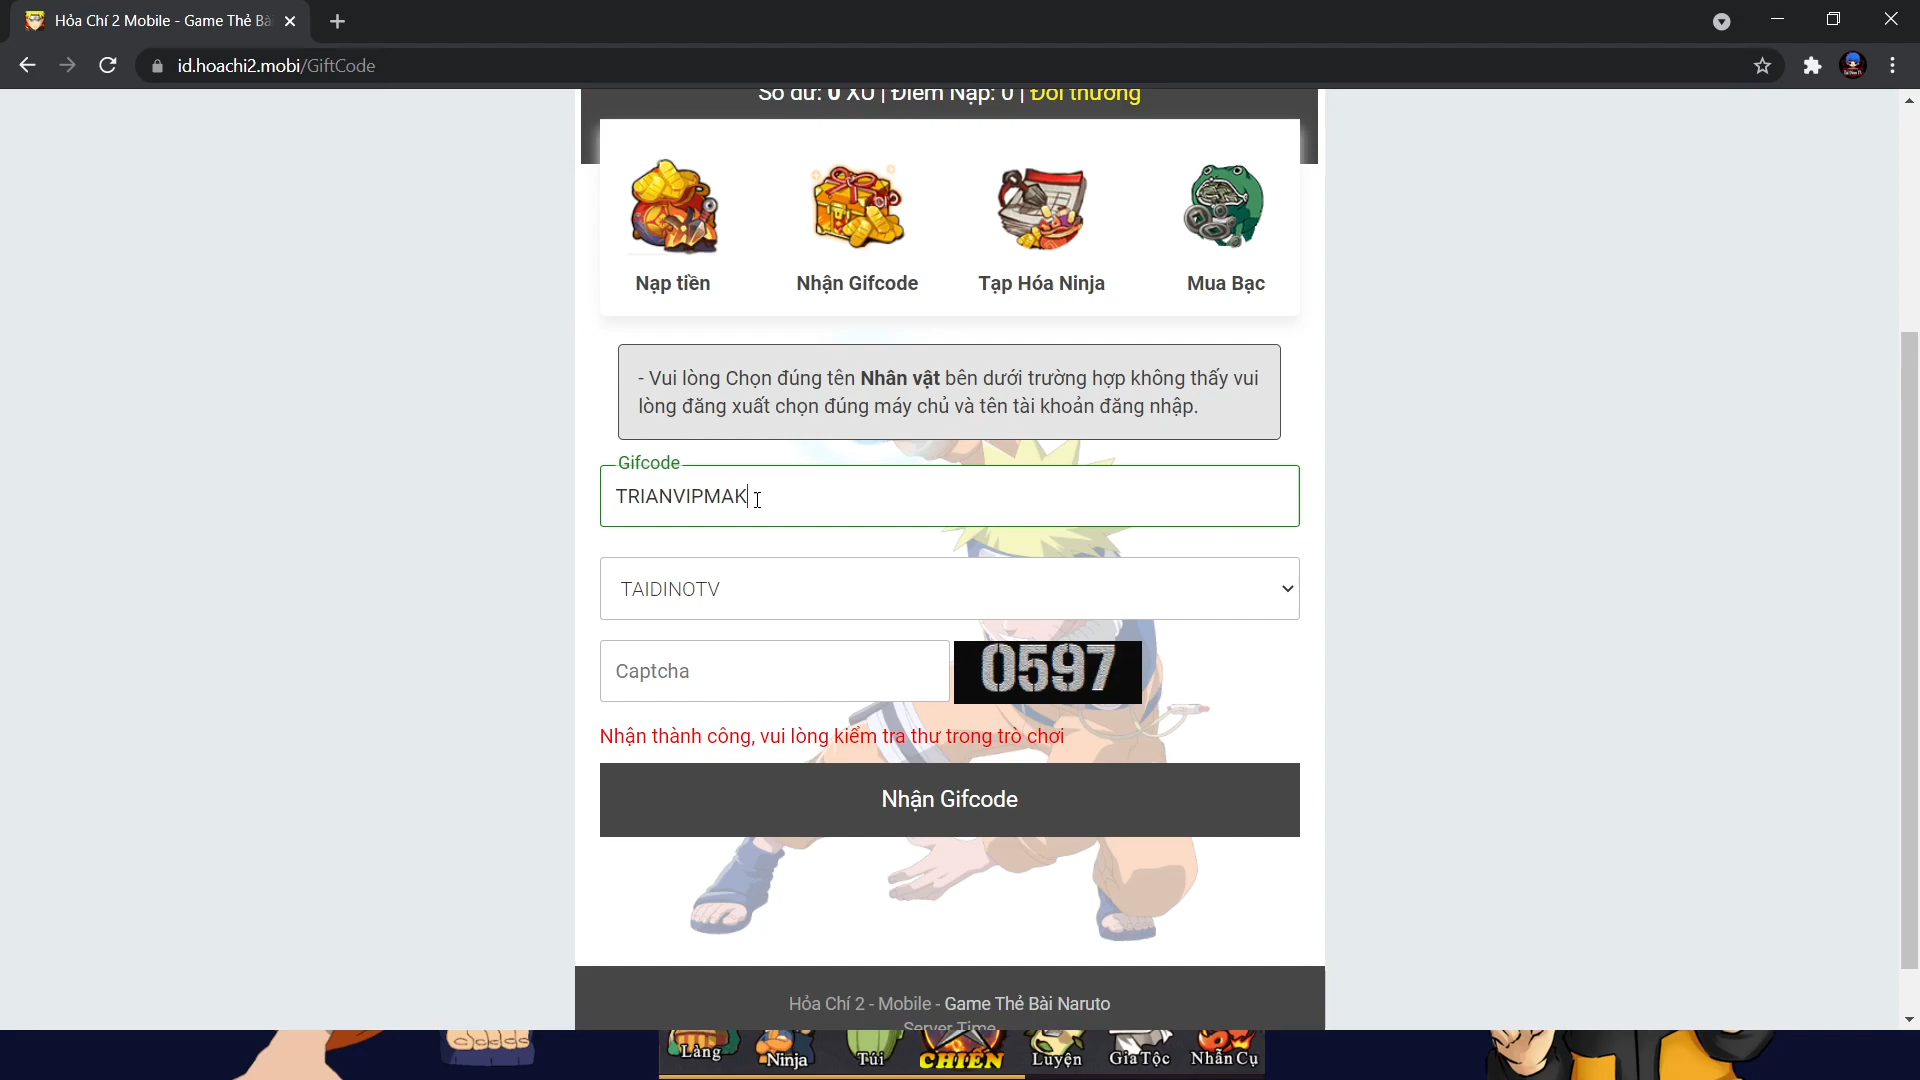 Hỏa Chí 2 Mobile - Game Thẻ Bà
id.hoachi2.mobi/GiftCode
Số dư: 0 XU | Điểm Nạp: 0 | Đổi thưởng
Nạp tiền
Nhận Gifcode
Tạp Hóa Ninja
Mua Bạc
- Vui lòng Chọn đúng tên Nhân vật bên dưới trường hợp không thấy vui
lòng đăng xuất chọn đúng máy chủ và tên tài khoản đăng nhập.
Gifcode
TRIANVIPMAK
TAIDINOTV
Captcha
0597
Nhận thành công, vui lòng kiểm tra thư trong trò chơi
Nhận Gifcode
Hỏa Chí 2 - Mobile - Game Thẻ Bài Naruto
Server Time
Làng
Ninja
Túi
CHIẾN
Luyện
Gia Tộc
Nhẫn Cụ